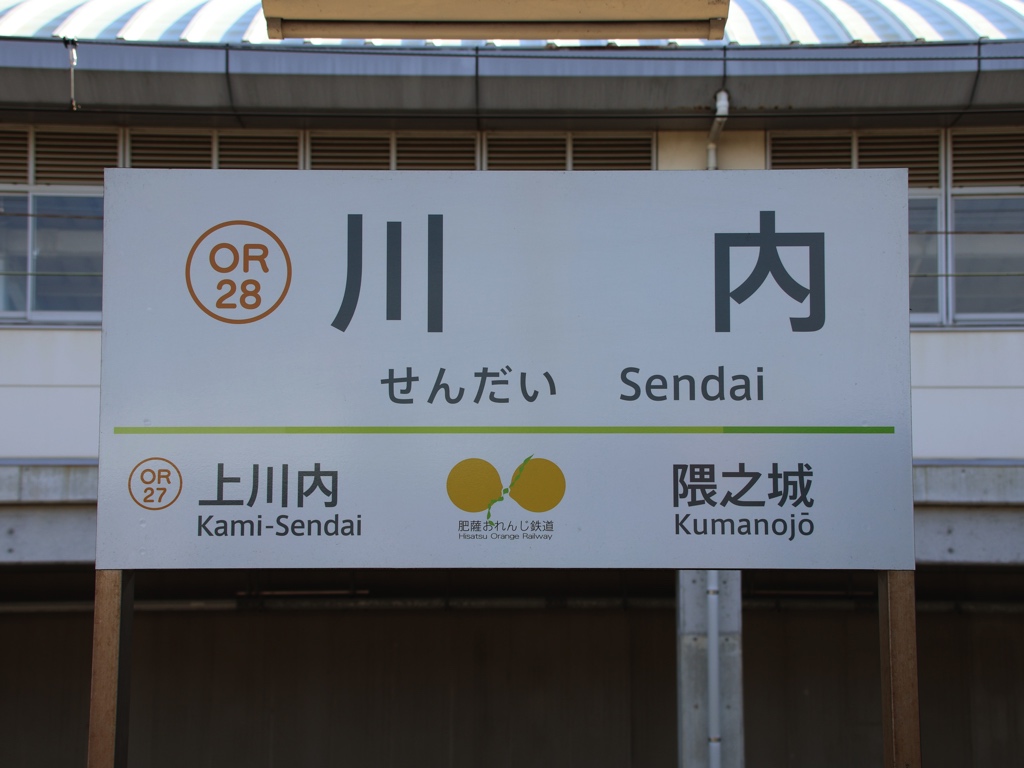 OR
28
川内
せんだい Sendai
OR
27
上川内
Kami-Sendai
肥薩おれんじ鉄道
Hisatsu Orange Railway
隈之城
Kumanojō